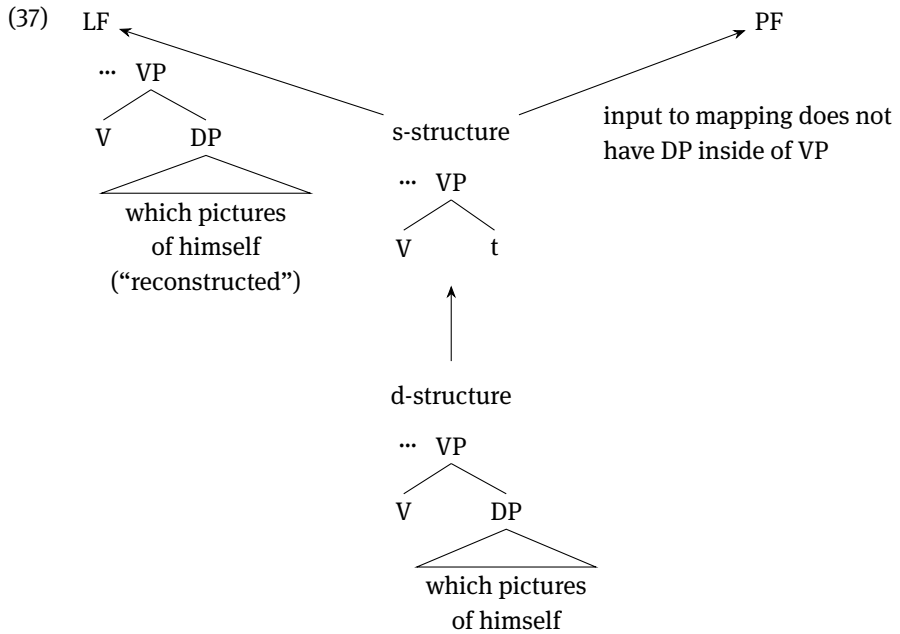 (37) LF PF
... VP
V DP
which pictures
of himself
(“reconstructed”)
s-structure
... VP
V t
input to mapping does not
have DP inside of VP
d-structure
... VP
V DP
which pictures
of himself